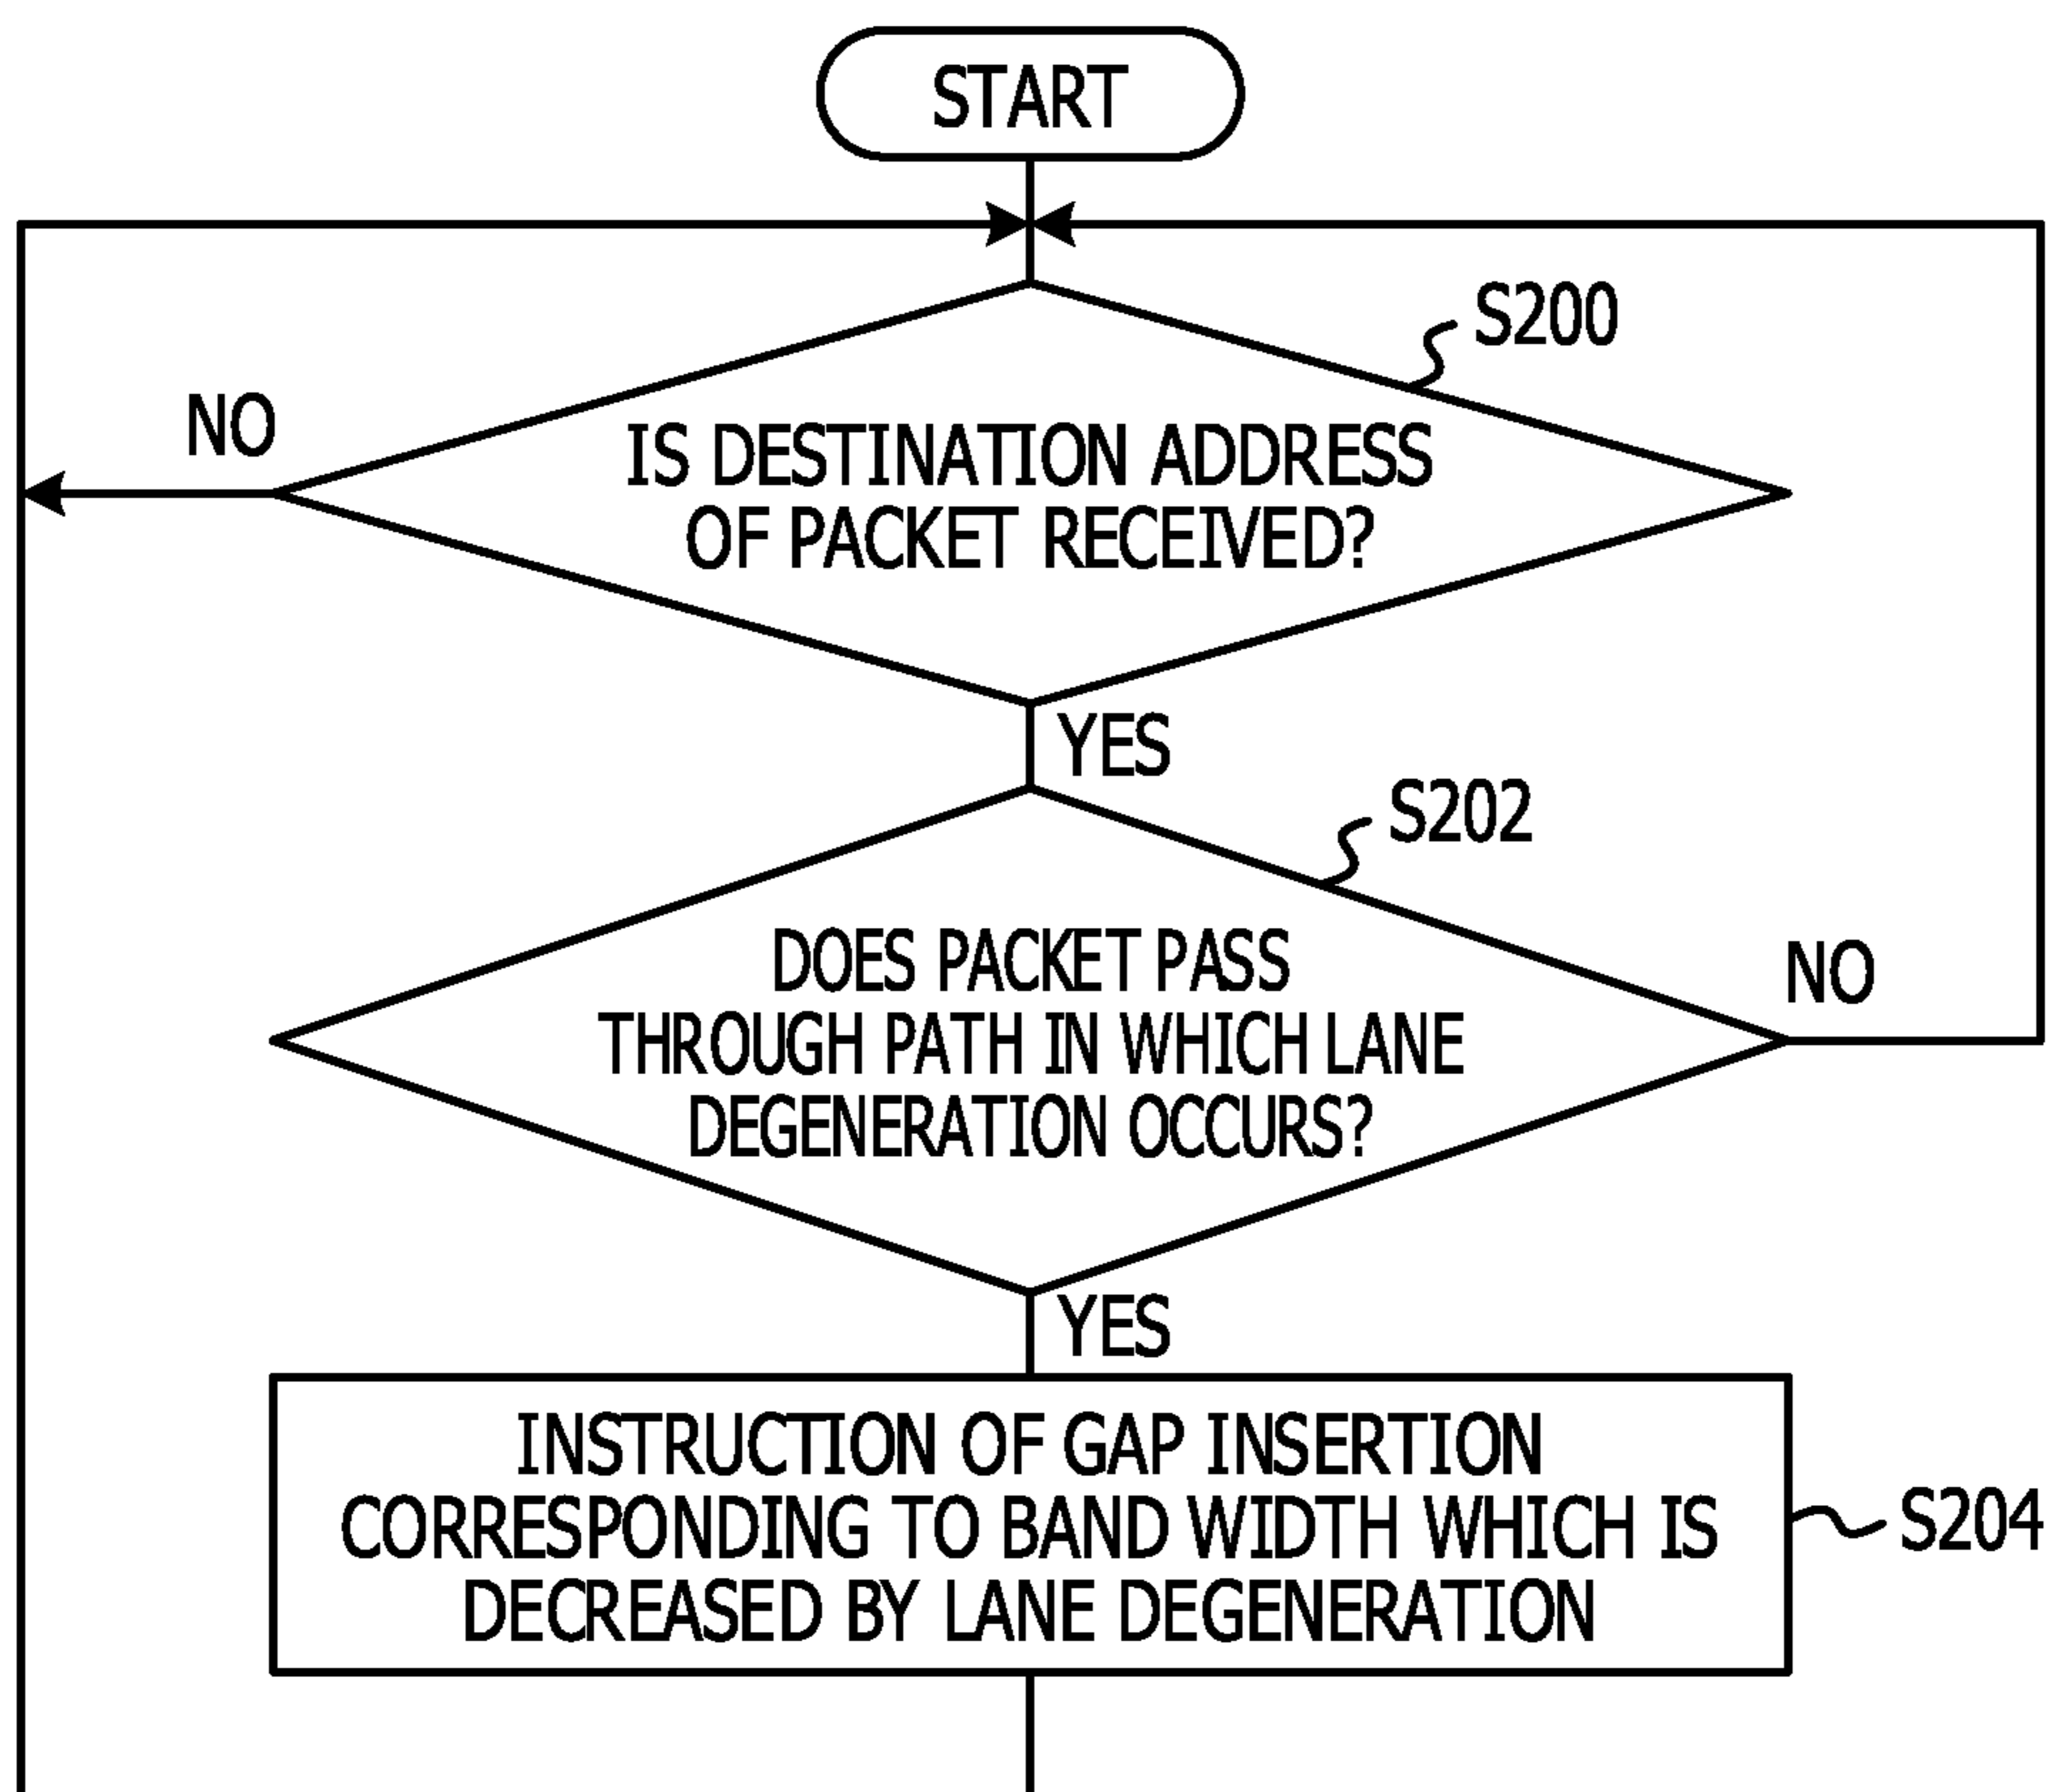 START
S200
NO
IS DESTINATION ADDRESS
OF PACKET RECEIVED?
YES
S202
DOES PACKET PASS
THROUGH PATH IN WHICH LANE
DEGENERATION OCCURS?
NO
YES
INSTRUCTION OF GAP INSERTION
CORRESPONDING TO BAND WIDTH WHICH IS
DECREASED BY LANE DEGENERATION
S204